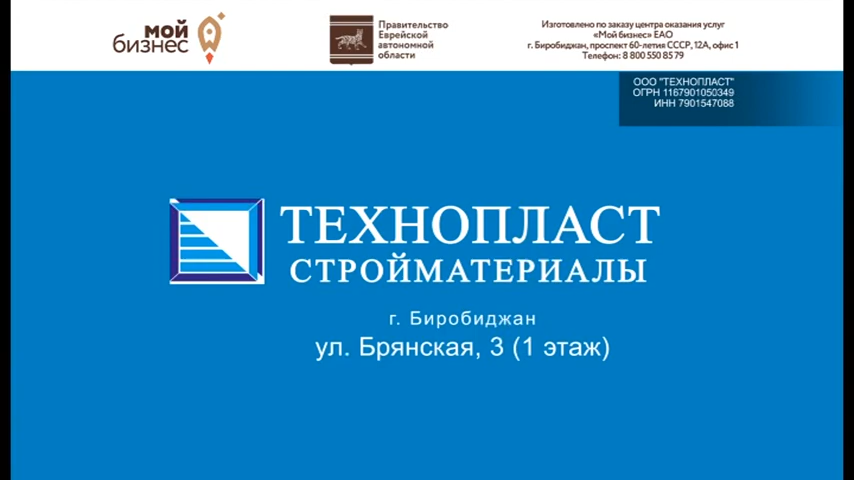 мой
бизнес
Правительство
Еврейской
автономной
области
Изготовлено по заказу центра оказания услуг
«Мой бизнес» ЕАО
г. Биробиджан, проспект 60-летия СССР, 12А, офис 1
Телефон: 8 800 550 85 79
ООО "ТЕХНОПЛАСТ"
ОГРН 1167901050349
ИНН 7901547088
ТЕХНОПЛАСТ
СТРОЙМАТЕРИАЛЫ
г. Биробиджан
ул. Брянская, 3 (1 этаж)